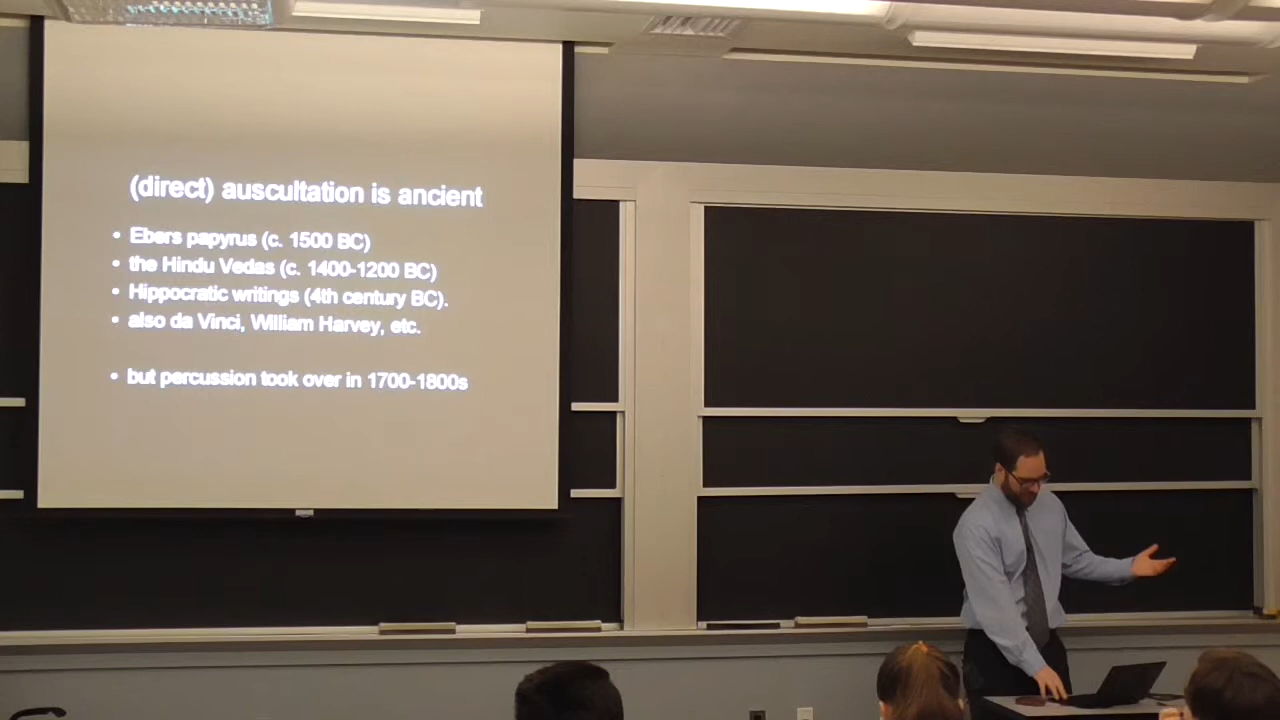 (direct) auscultation is ancient
• Ebers papyrus (c. 1500 BC)
• the Hindu Vedas (c. 1400-1200 BC)
• Hippocratic writings (4th century BC).
• also da Vinci, William Harvey, etc.
• but percussion took over in 1700-1800s